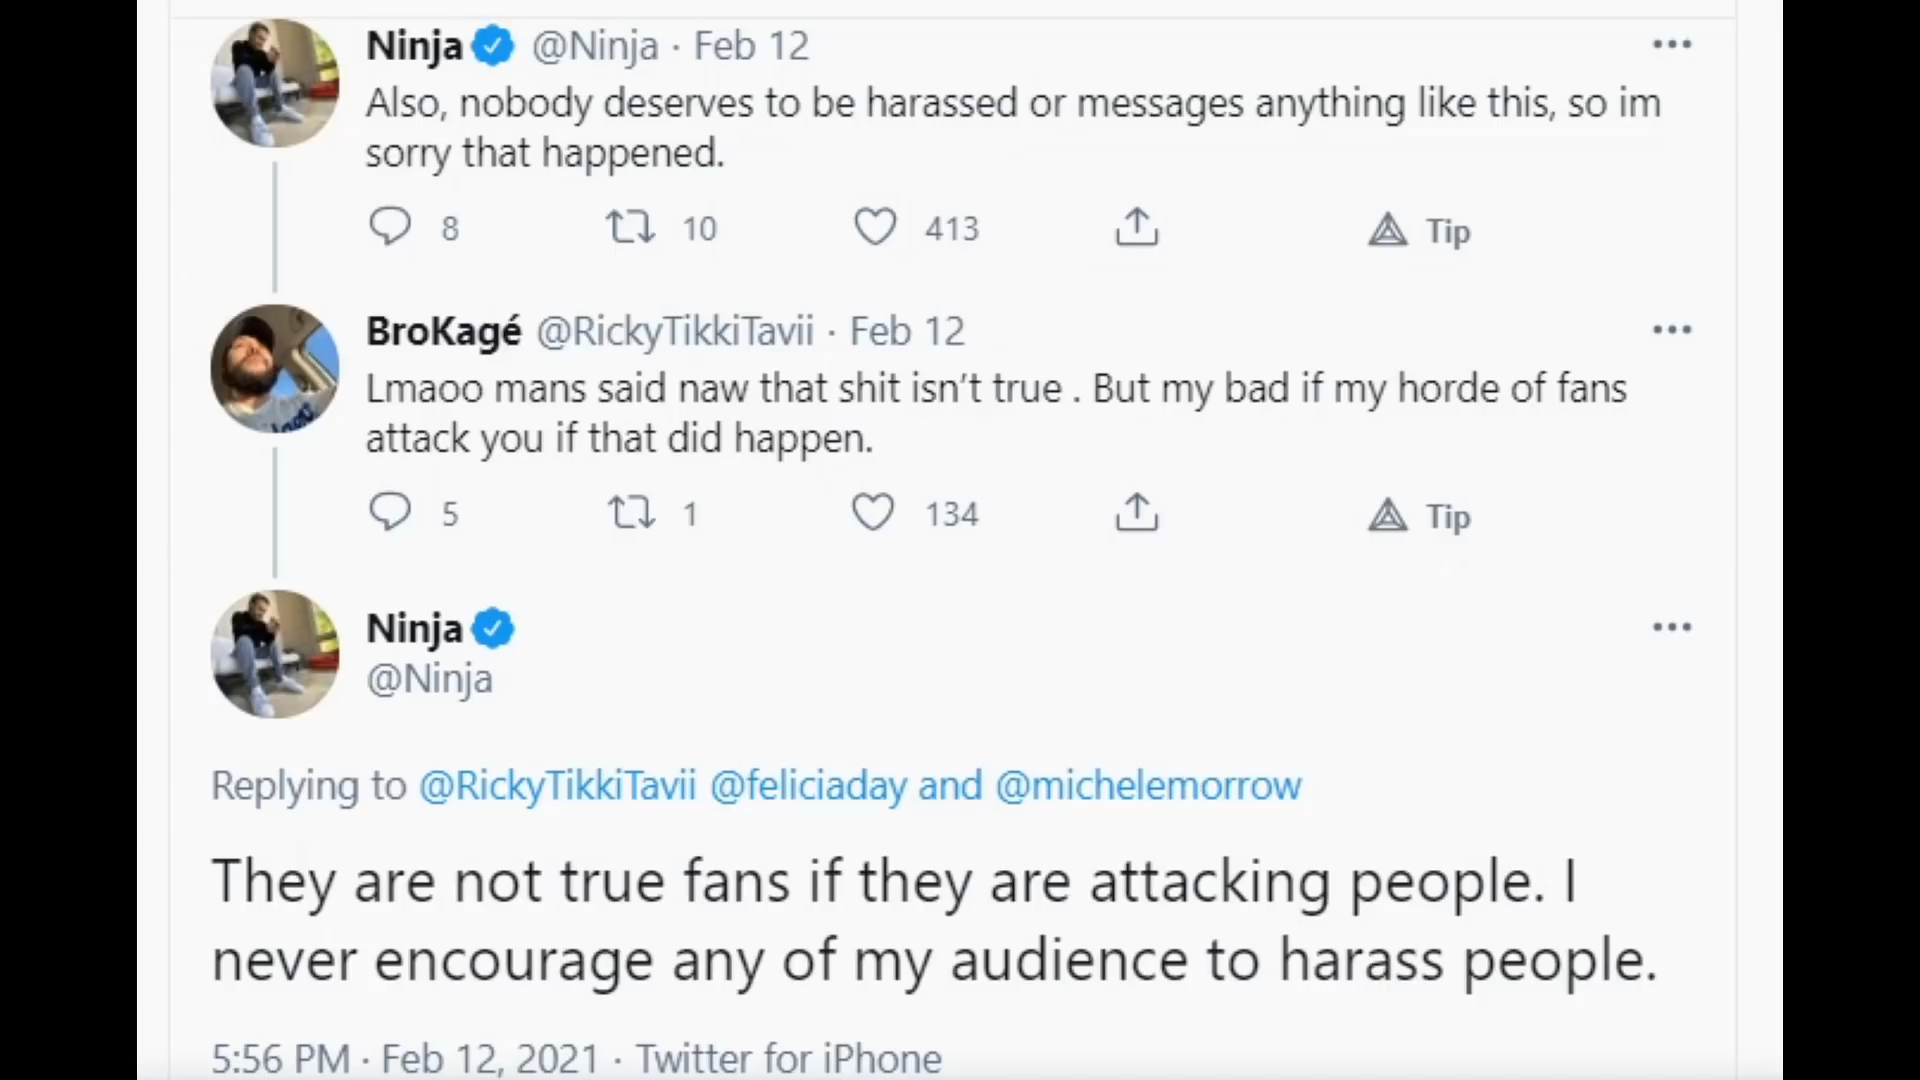 Ninja @Ninja · Feb 12
Also, nobody deserves to be harassed or messages anything like this, so im
sorry that happened.
8 10 413 Tip
BroKagé @RickyTikkiTavii · Feb 12
Lmaoo mans said naw that shit isn’t true . But my bad if my horde of fans
attack you if that did happen.
5 1 134 Tip
Ninja
@Ninja
Replying to @RickyTikkiTavii @feliciaday and @michelemorrow
They are not true fans if they are attacking people. I
never encourage any of my audience to harass people.
5:56 PM · Feb 12, 2021 · Twitter for iPhone